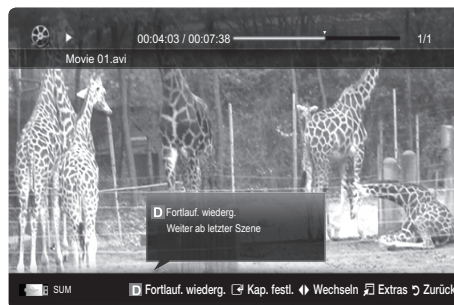 00:04:03 / 00:07:38 1/1
Movie 01.avi
D Fortlauf. wiederg.
Weiter ab letzter Szene
SUM D Fortlauf. wiederg. Kap. festl. Wechseln Extras Zurück